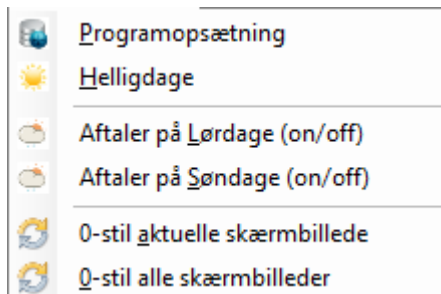 Programopsætning
Helligdage
Aftaler på Lørdage (on/off)
Aftaler på Søndage (on/off)
0-stil aktuelle skærmbillede
0-stil alle skærmbilleder